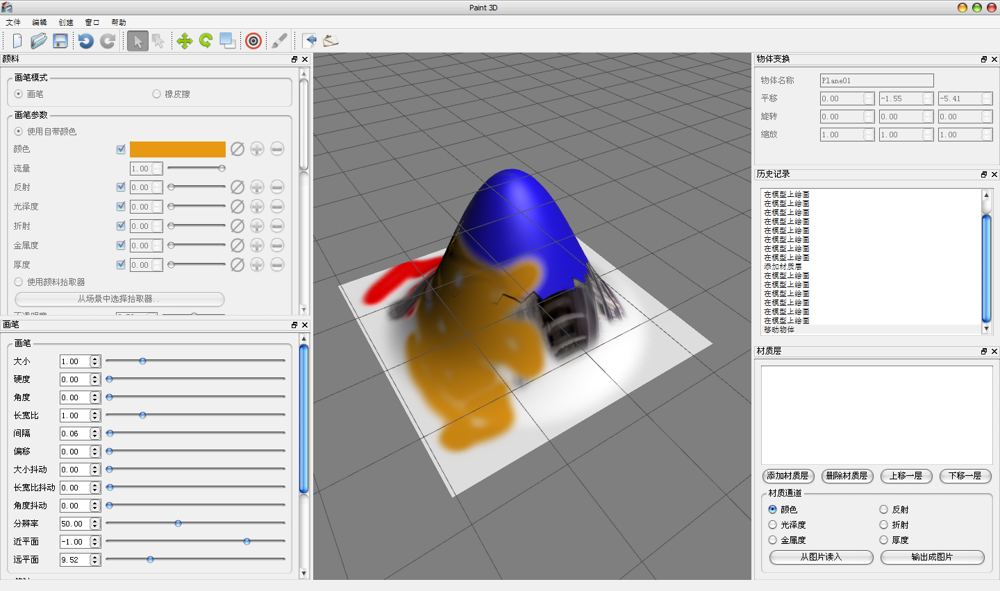 Paint 3D
文件 编辑 创建 窗口 帮助
颜料
画笔模式
画笔 橡皮擦
画笔参数
使用自带颜色
颜色
流量 1.00
反射 0.00
光泽度 0.00
折射 0.00
金属度 0.00
厚度 0.00
使用颜料拾取器
从场景中选择拾取器..
画笔
画笔
大小 1.00
硬度 0.00
角度 0.00
长宽比 1.00
间隔 0.06
偏移 0.00
大小抖动 0.00
长宽比抖动 0.00
角度抖动 0.00
分辨率 50.00
近平面 -1.00
远平面 9.52
物体变换
物体名称 Plane01
平移 0.00 -1.55 -5.41
旋转 0.00 0.00 0.00
缩放 1.00 1.00 1.00
历史记录
在模型上绘画
在模型上绘画
在模型上绘画
在模型上绘画
在模型上绘画
在模型上绘画
在模型上绘画
在模型上绘画
添加材质层
在模型上绘画
在模型上绘画
在模型上绘画
在模型上绘画
在模型上绘画
在模型上绘画
移动物体
材质层
添加材质层 删除材质层 上移一层 下移一层
材质通道
颜色 反射
光泽度 折射
金属度 厚度
从图片读入 输出成图片